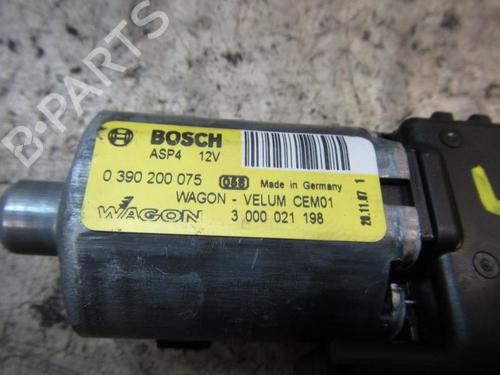 BOSCH
ASP4 12V
0 390 200 075 Made in Germany
WAGON - VELUM CEM01
WAGON 3 000 021 198
20.11.07 1
B-Parts